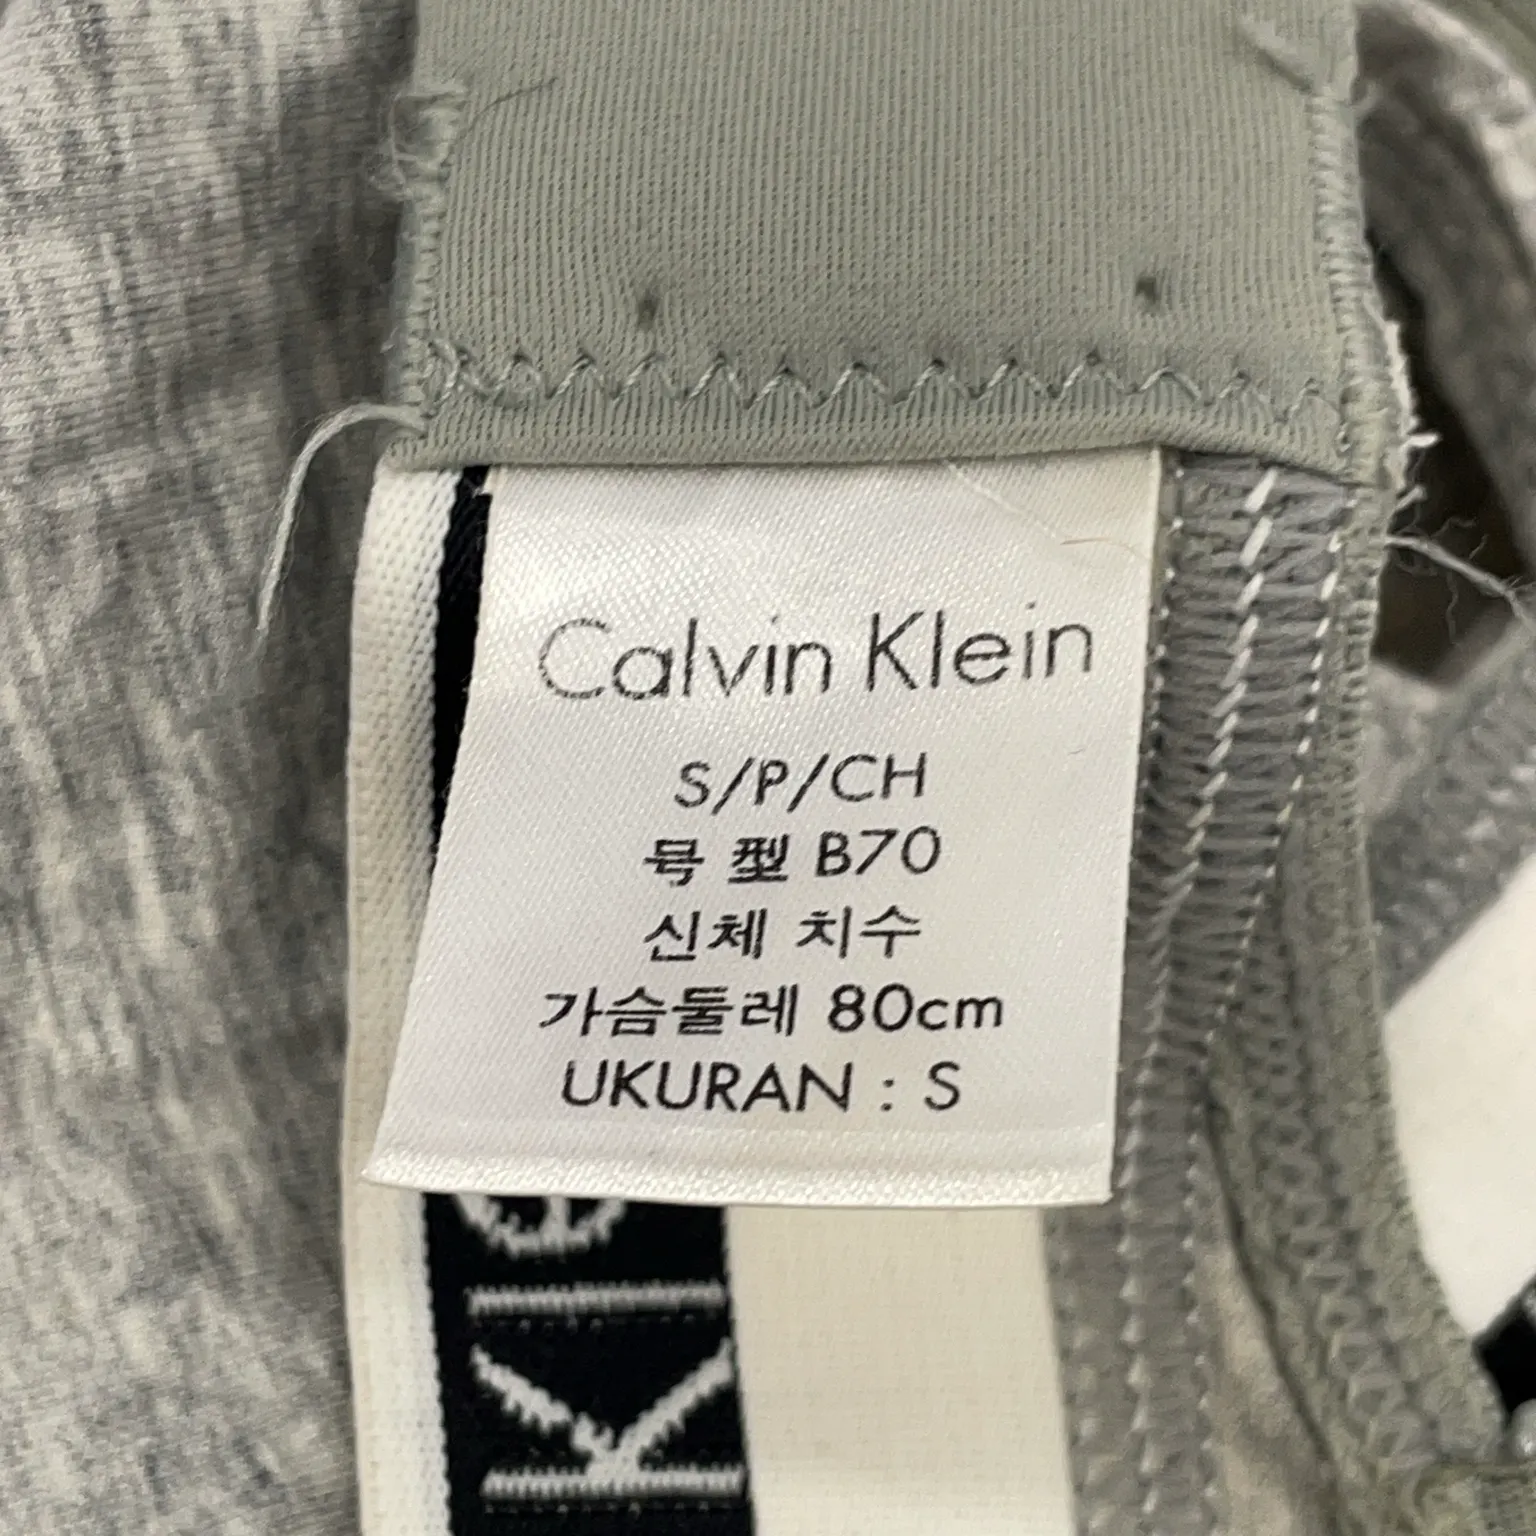 Calvin Klein
S/P/CH
号型 B70
신체 치수
가슴둘레 80cm
UKURAN : S
K